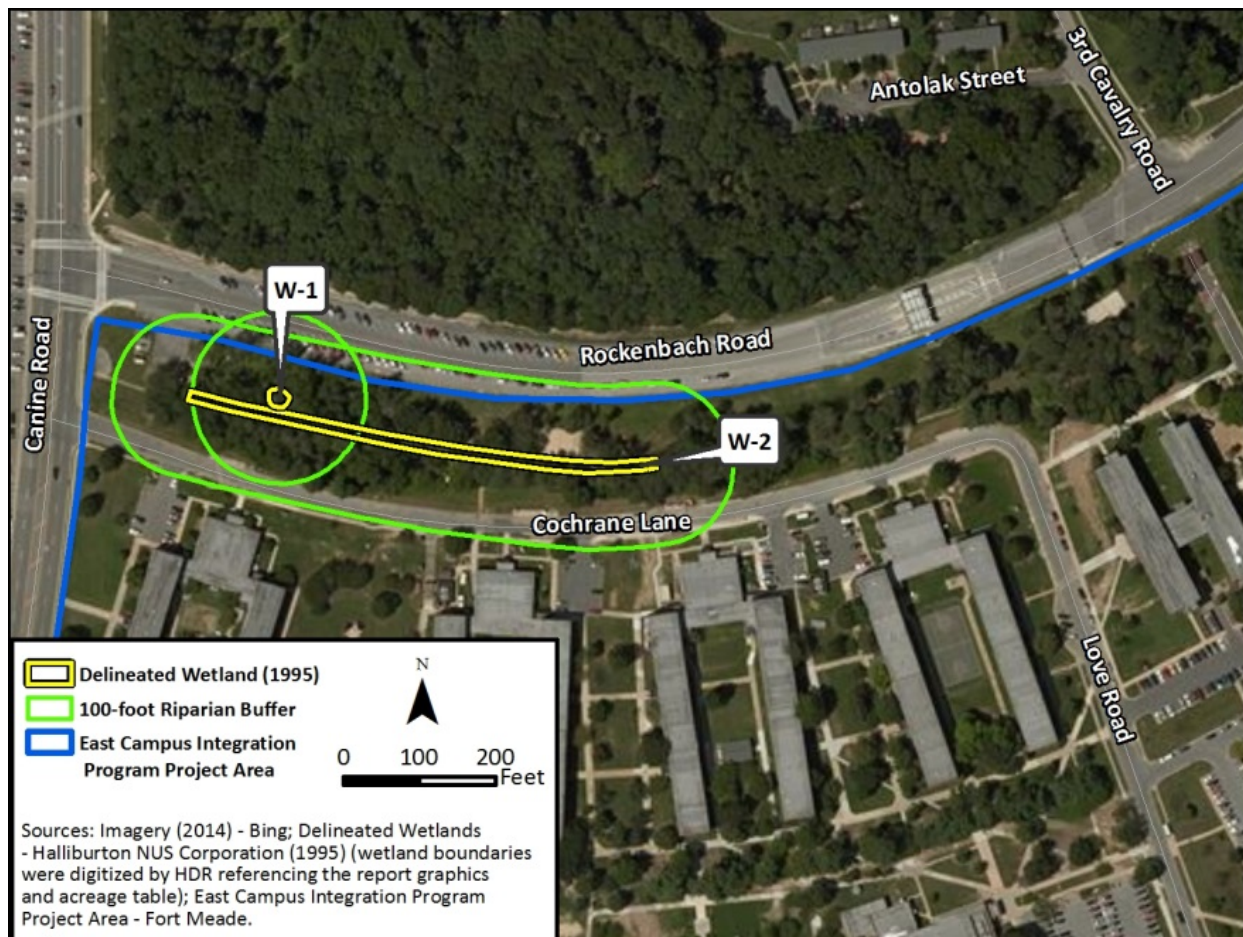 3rd Cavalry Road
Antolak Street
W-1
Canine Road
Rockenbach Road
W-2
Cochrane Lane
Love Road
Delineated Wetland (1995)
100-foot Riparian Buffer
East Campus Integration
Program Project Area
N
0 100 200
Feet
Sources: Imagery (2014) - Bing; Delineated Wetlands
- Halliburton NUS Corporation (1995) (wetland boundaries
were digitized by HDR referencing the report graphics
and acreage table); East Campus Integration Program
Project Area - Fort Meade.